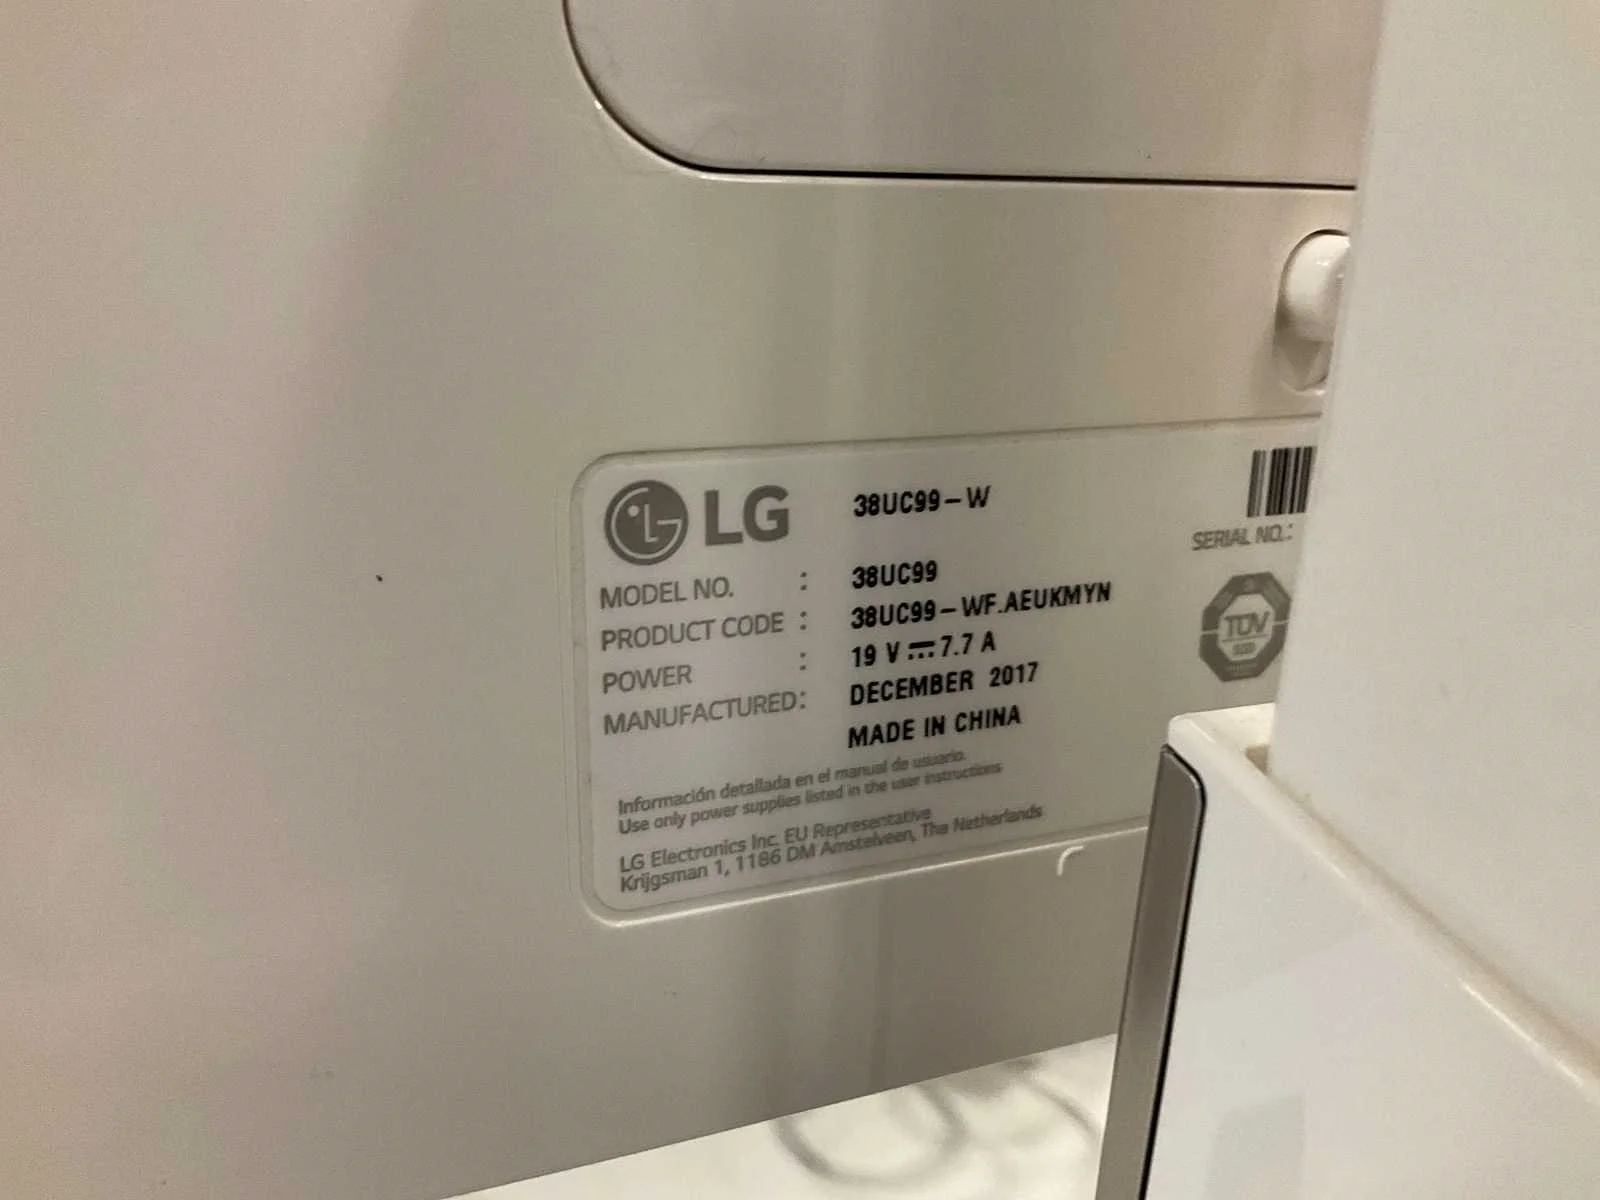 LG
38UC99-W
MODEL NO. : 38UC99
PRODUCT CODE : 38UC99-WF.AEUKMYN
POWER : 19 V ⎓ 7.7 A
MANUFACTURED: DECEMBER 2017
MADE IN CHINA
Información detallada en el manual de usuario.
Use only power supplies listed in the user instructions
LG Electronics Inc. EU Representative
Krijgsman 1, 1186 DM Amstelveen, The Netherlands
SERIAL NO.:
TÜV
SÜD